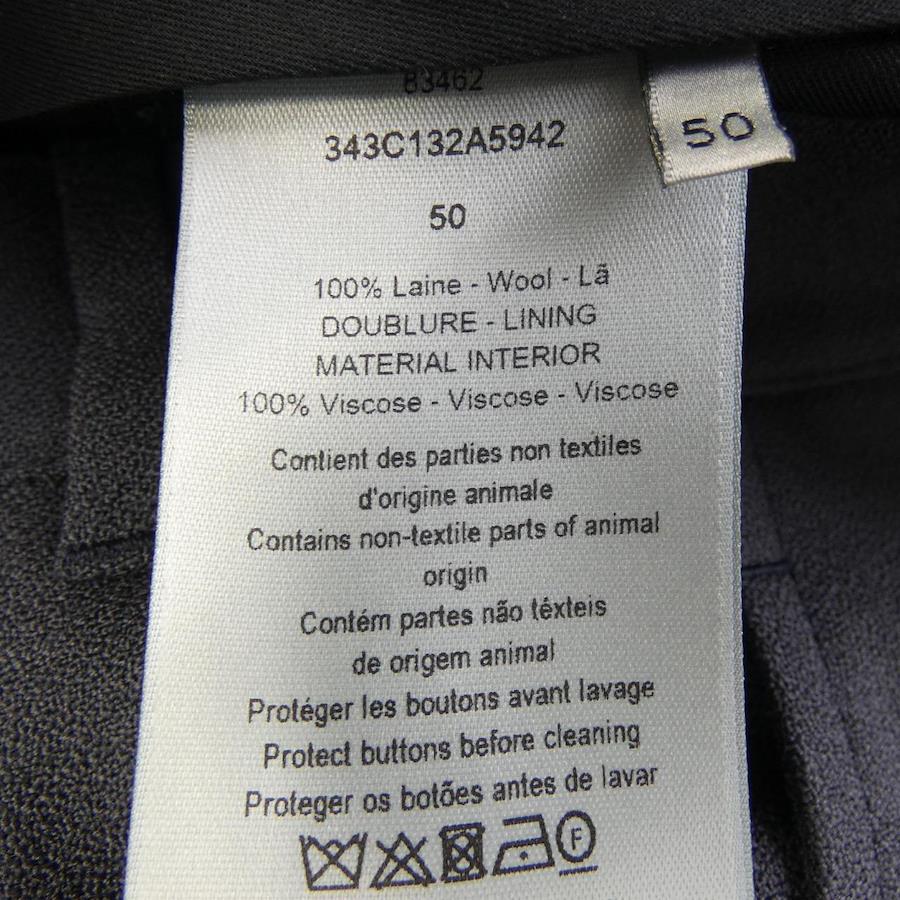 83462
343C132A5942
50
50
100% Laine - Wool - Lã
DOUBLURE - LINING
MATERIAL INTERIOR
100% Viscose - Viscose - Viscose
Contient des parties non textiles
d'origine animale
Contains non-textile parts of animal
origin
Contém partes não têxteis
de origem animal
Protéger les boutons avant lavage
Protect buttons before cleaning
Proteger os botões antes de lavar
F